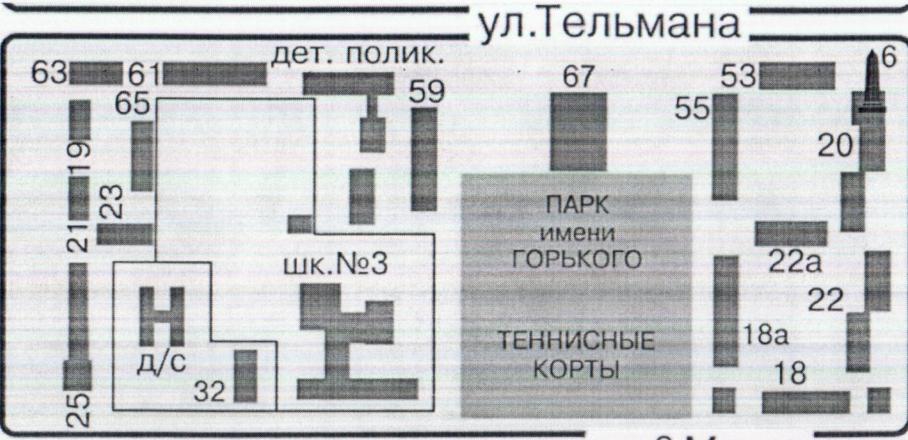 ул.Тельмана
63 61 дет. полик. 67 53 6
65 59 55
19 20
23
21
ПАРК
имени
ГОРЬКОГО
22а
шк.№3
22
ТЕННИСНЫЕ
КОРТЫ
18а
д/с
32
18
25